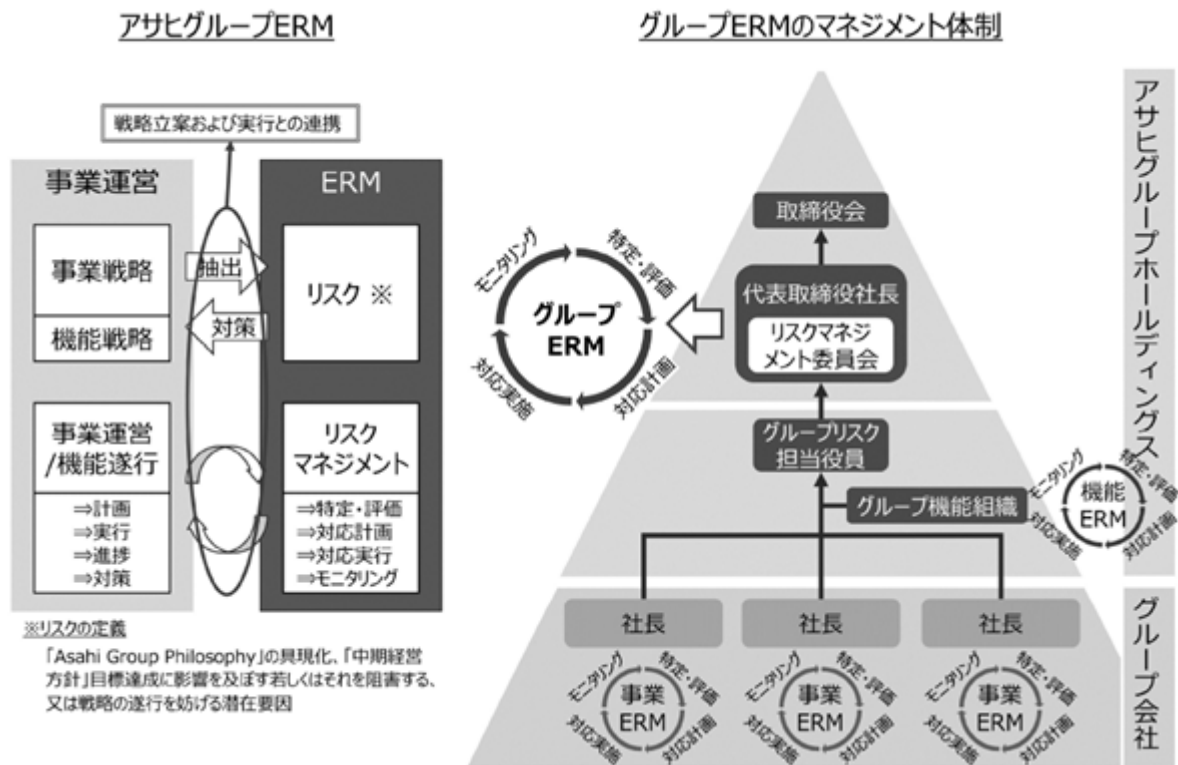 アサヒグループERM
戦略立案および実行との連携
事業運営
ERM
事業戦略
機能戦略
抽出
対策
リスク ※
事業運営
/機能遂行
⇒計画
⇒実行
⇒進捗
⇒対策
リスク
マネジメント
⇒特定・評価
⇒対応計画
⇒対応実行
⇒モニタリング
※リスクの定義
「Asahi Group Philosophy」の具現化、「中期経営
方針」目標達成に影響を及ぼす若しくはそれを阻害する、
又は戦略の遂行を妨げる潜在要因
グループERMのマネジメント体制
取締役会
代表取締役社長
リスクマネジ
メント委員会
モニタリング
特定・評価
グループ
ERM
対応実施
対応計画
グループリスク
担当役員
グループ機能組織
モニタリング
特定・評価
機能
ERM
対応実施
対応計画
社長
社長
社長
モニタリング
特定・評価
事業
ERM
対応実施
対応計画
モニタリング
特定・評価
事業
ERM
対応実施
対応計画
モニタリング
特定・評価
事業
ERM
対応実施
対応計画
アサヒグループホールディングス
グループ会社